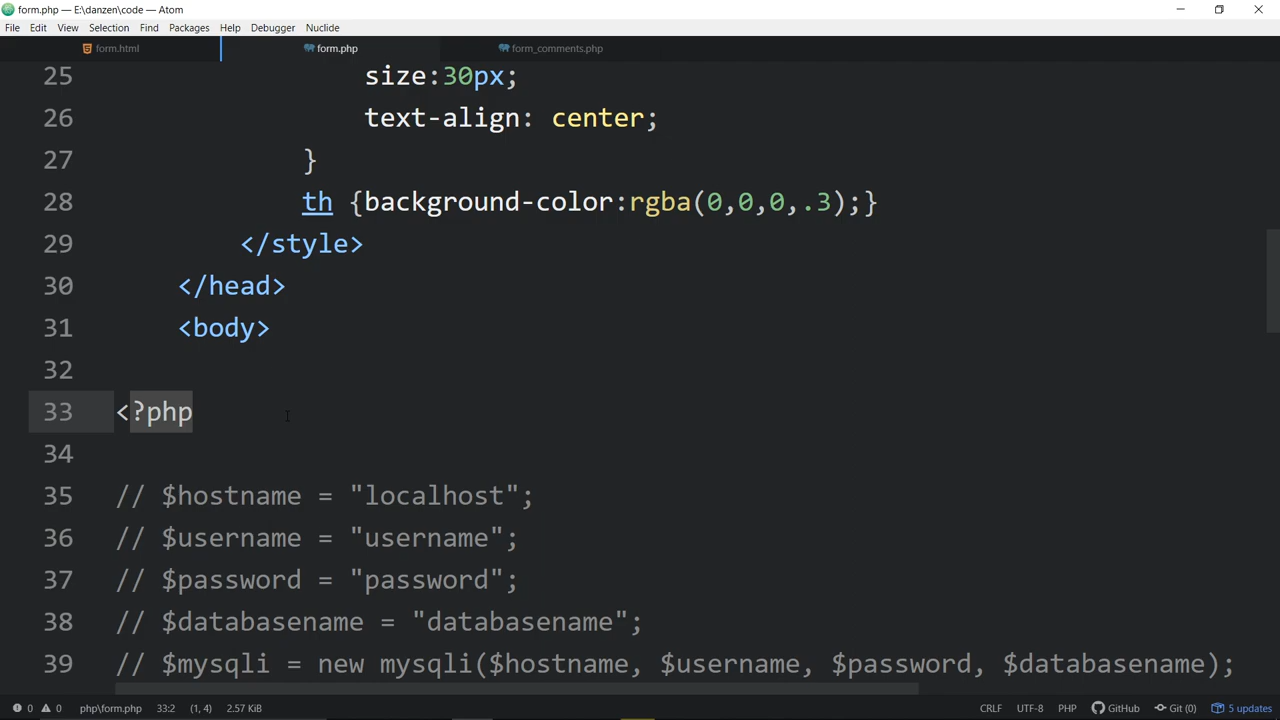 form.php — E:\danzen\code — Atom
File Edit View Selection Find Packages Help Debugger Nuclide
form.html form.php form_comments.php
25 size:30px;
26 text-align: center;
27 }
28 th {background-color:rgba(0,0,0,.3);}
29 </style>
30 </head>
31 <body>
32
33 <?php
34
35 // $hostname = "localhost";
36 // $username = "username";
37 // $password = "password";
38 // $databasename = "databasename";
39 // $mysqli = new mysqli($hostname, $username, $password, $databasename);
0 0 php\form.php 33:2 (1, 4) 2.57 KiB CRLF UTF-8 PHP GitHub Git (0) 5 updates